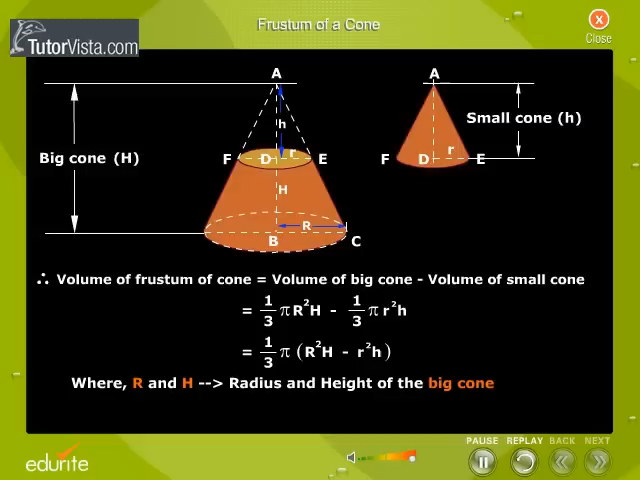 Frustum of a Cone
X
Close
TutorVista.com
A
A
h
Small cone (h)
Big cone (H)
F D r E
F D r E
H
R
B C
∴ Volume of frustum of cone = Volume of big cone - Volume of small cone
= 1/3 π R²H - 1/3 π r²h
= 1/3 π (R²H - r²h)
Where, R and H --> Radius and Height of the big cone
PAUSE REPLAY BACK NEXT
edurite